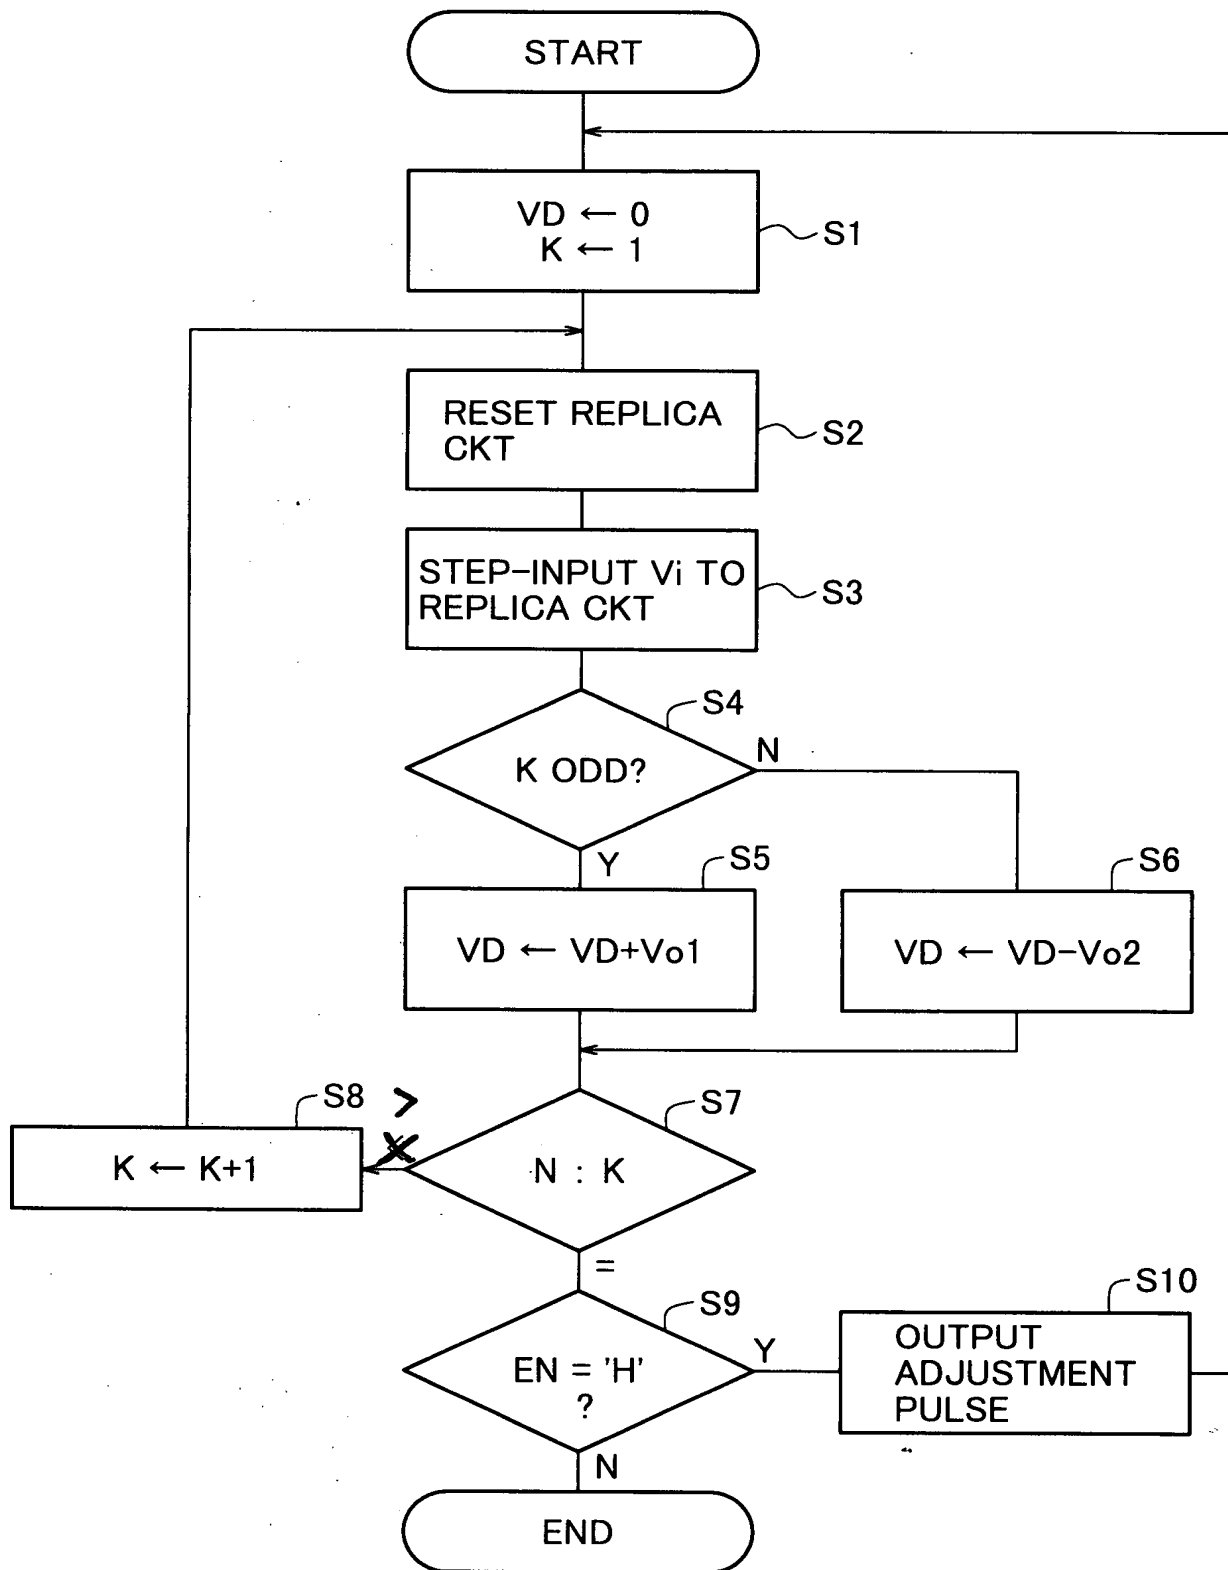 START
VD ← 0
K ← 1
S1
RESET REPLICA
CKT
S2
STEP-INPUT Vi TO
REPLICA CKT
S3
S4
K ODD?
N
Y
S5
VD ← VD+Vo1
S6
VD ← VD-Vo2
S8
K ← K+1
>
S7
N : K
=
S9
EN = 'H'
?
Y
N
S10
OUTPUT
ADJUSTMENT
PULSE
END